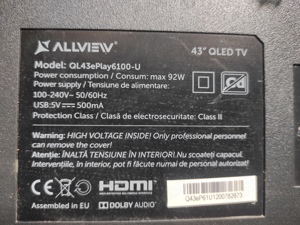 ALLVIEW 43" QLED TV
Model: QL43ePlay6100-U
Power consumption / Consum: max 92W
Power supply / Tensiune de alimentare:
100-240V~ 50/60Hz
USB:5V⎓500mA
Protection Class / Clasă de electrosecuritate: Class II
Warning: HIGH VOLTAGE INSIDE! Only professional personnel
can remove the cover!
Atenție: ÎNALTĂ TENSIUNE ÎN INTERIOR!Nu scoateți capacul.
Intervențiile, în interior, pot fi făcute numai de personal autorizat!
CE HDMI
Assembled in EU DOLBY AUDIO